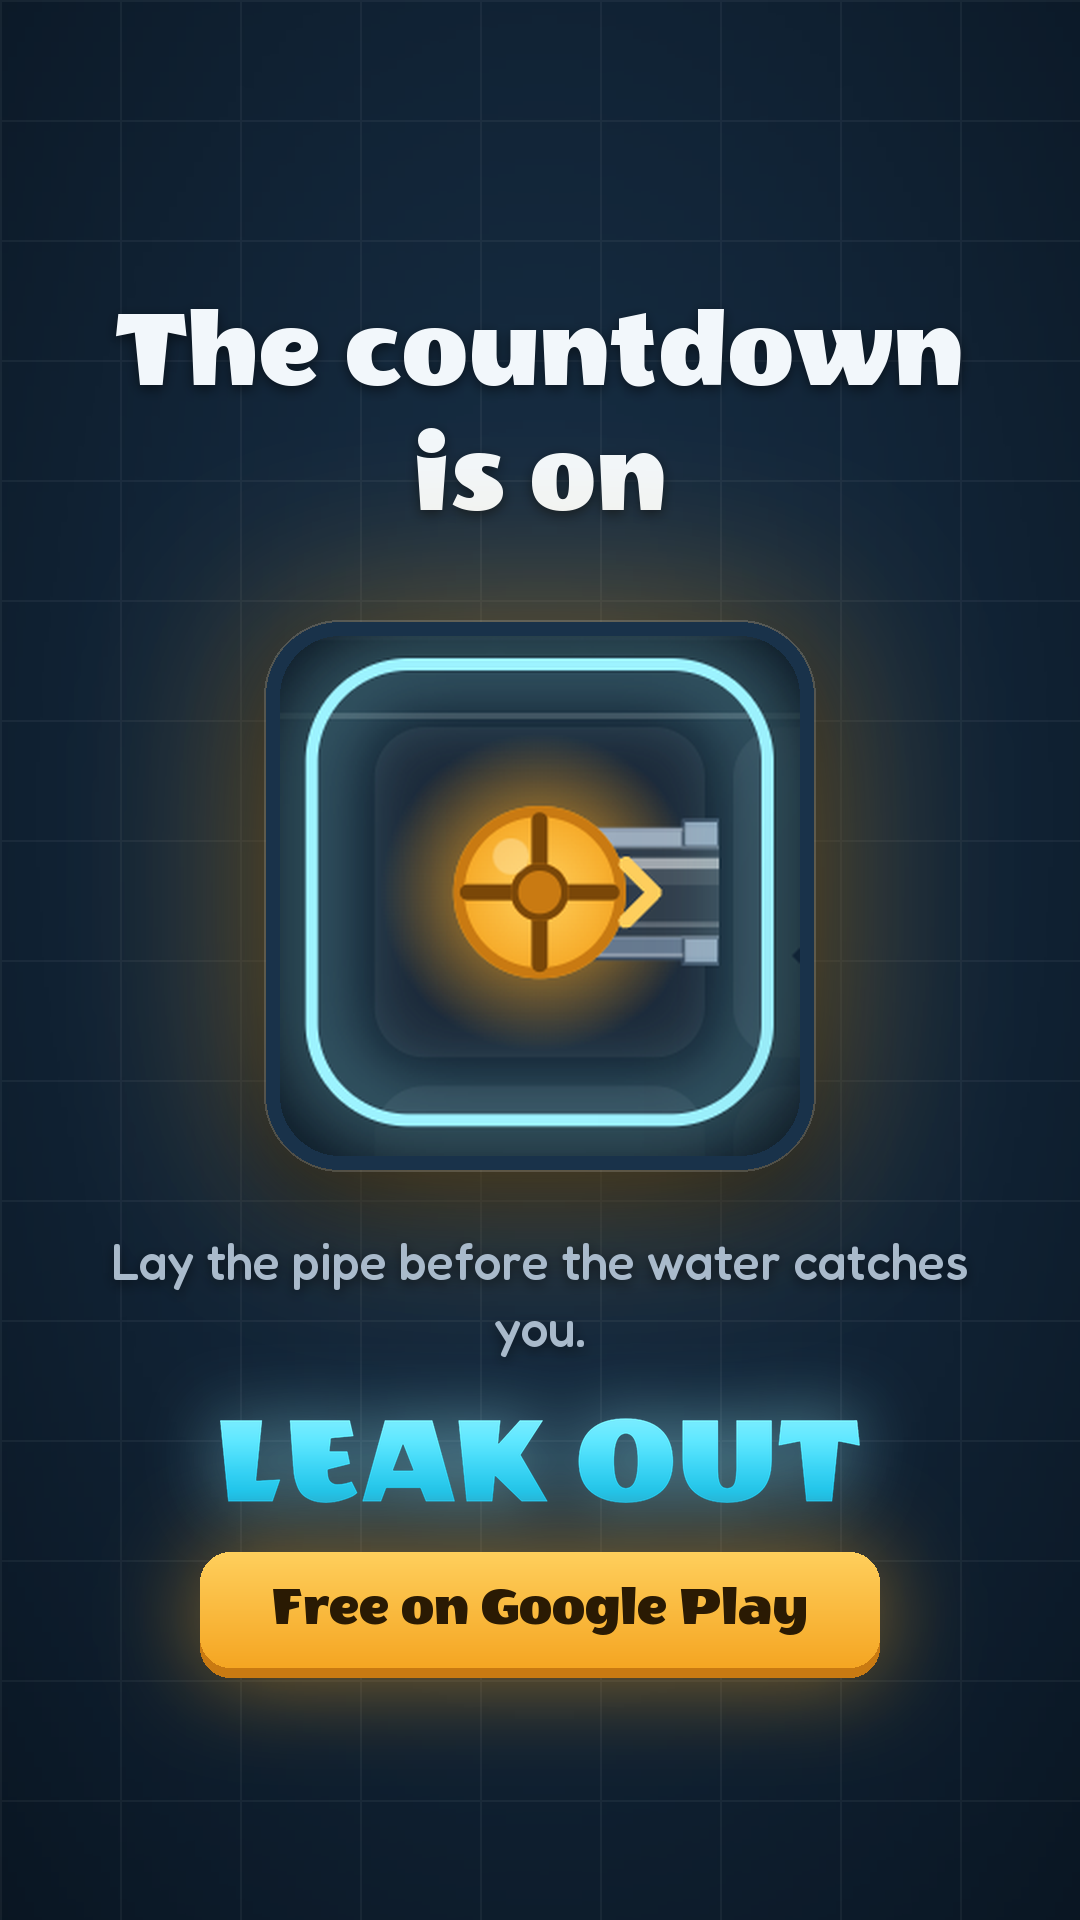 The countdown
is on
Lay the pipe before the water catches
you.
LEAK OUT
Free on Google Play